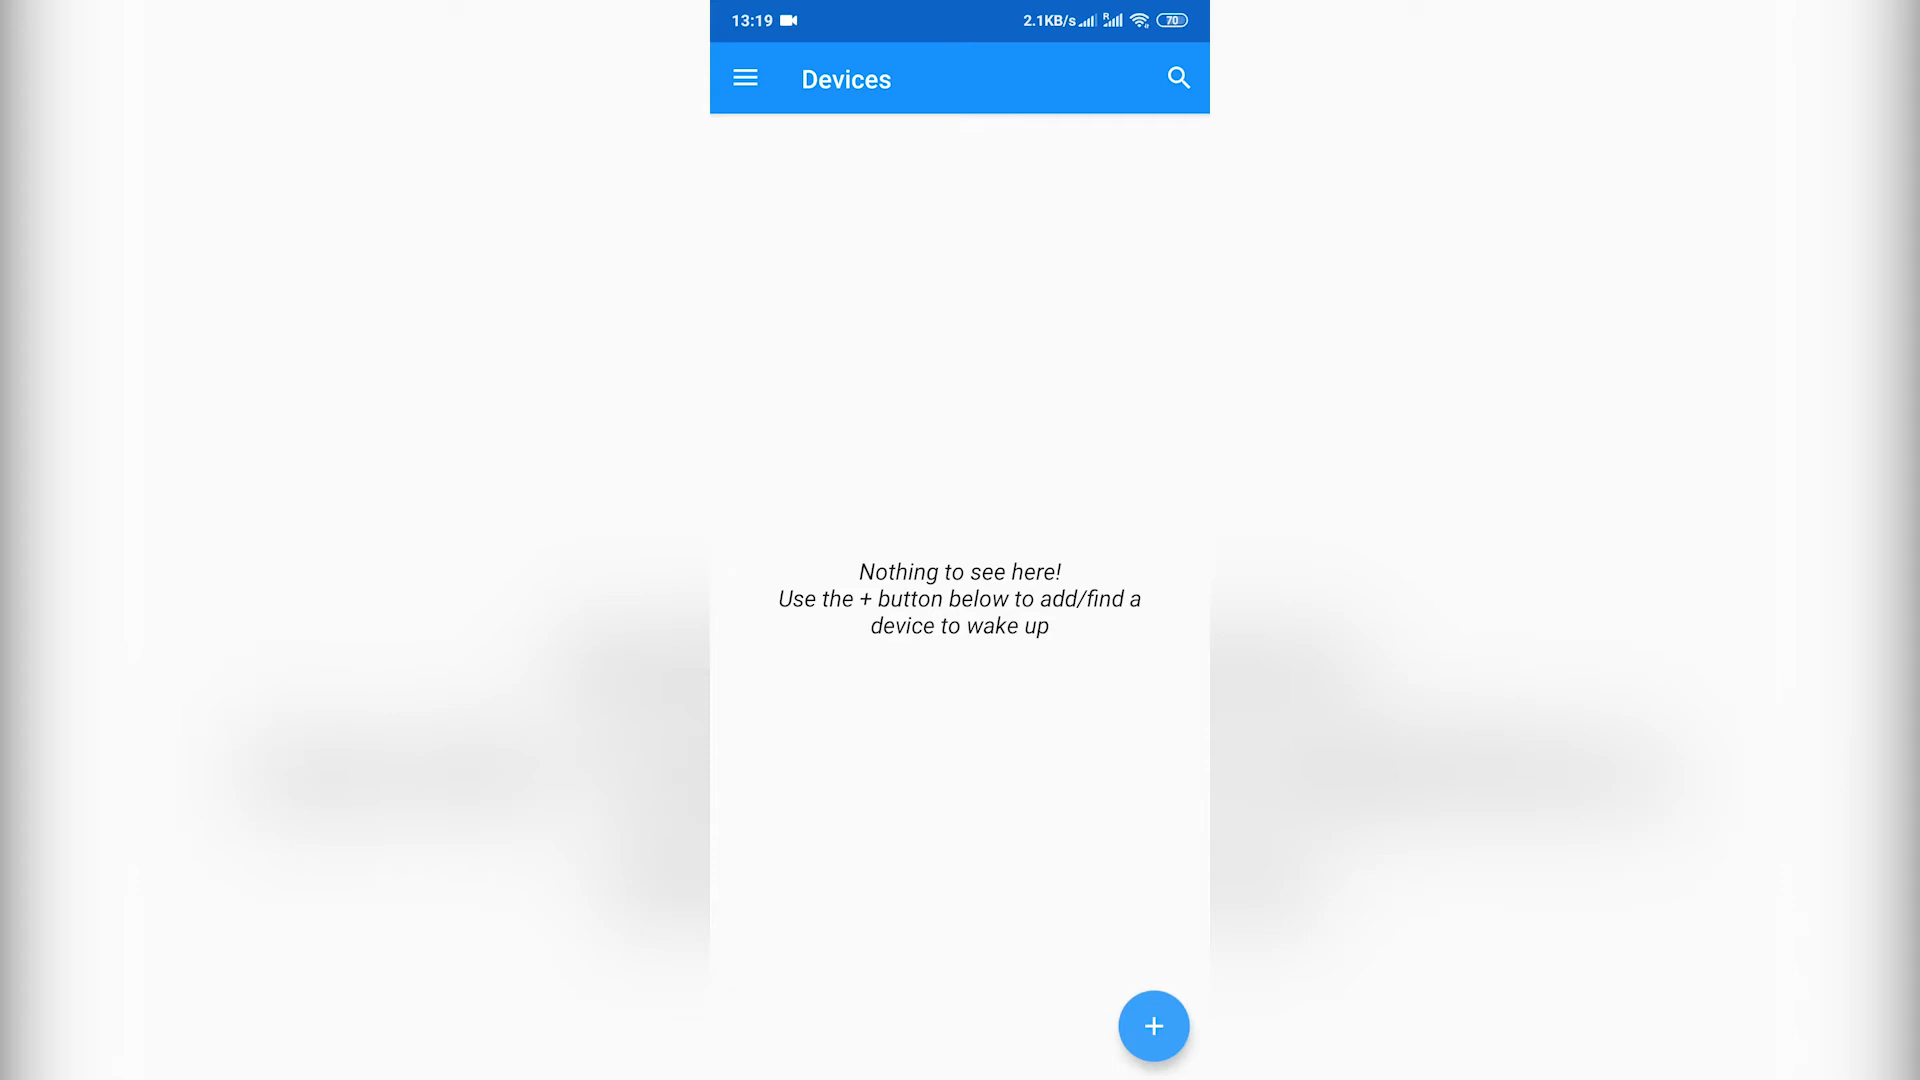 13:19 2.1KB/s R 70
Devices
Nothing to see here!
Use the + button below to add/find a
device to wake up
+